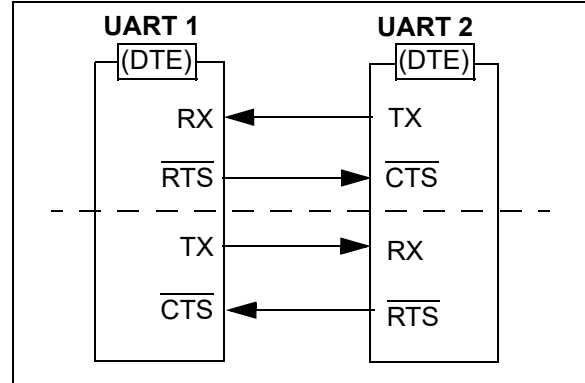 UART 1 UART 2
(DTE) (DTE)
RX TX
RTS CTS
TX RX
CTS RTS